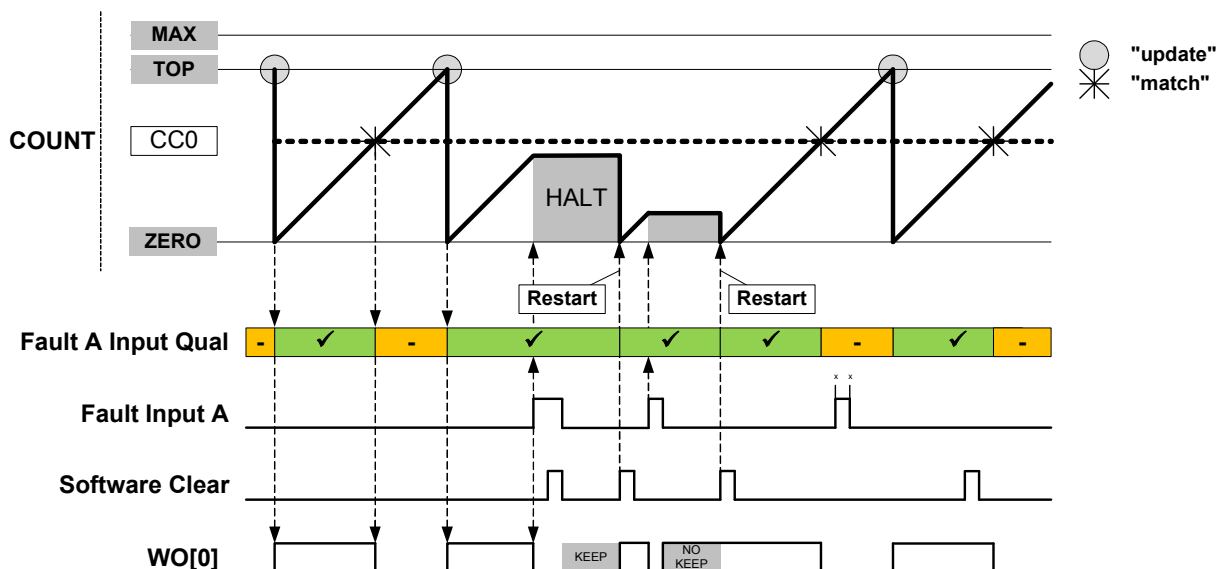 MAX
"update"
TOP
"match"
COUNT
CC0
HALT
ZERO
Restart
Restart
Fault A Input Qual
- ✓ - ✓ ✓ ✓ - ✓ -
Fault Input A
x x
Software Clear
WO[0]
KEEP
NO
KEEP